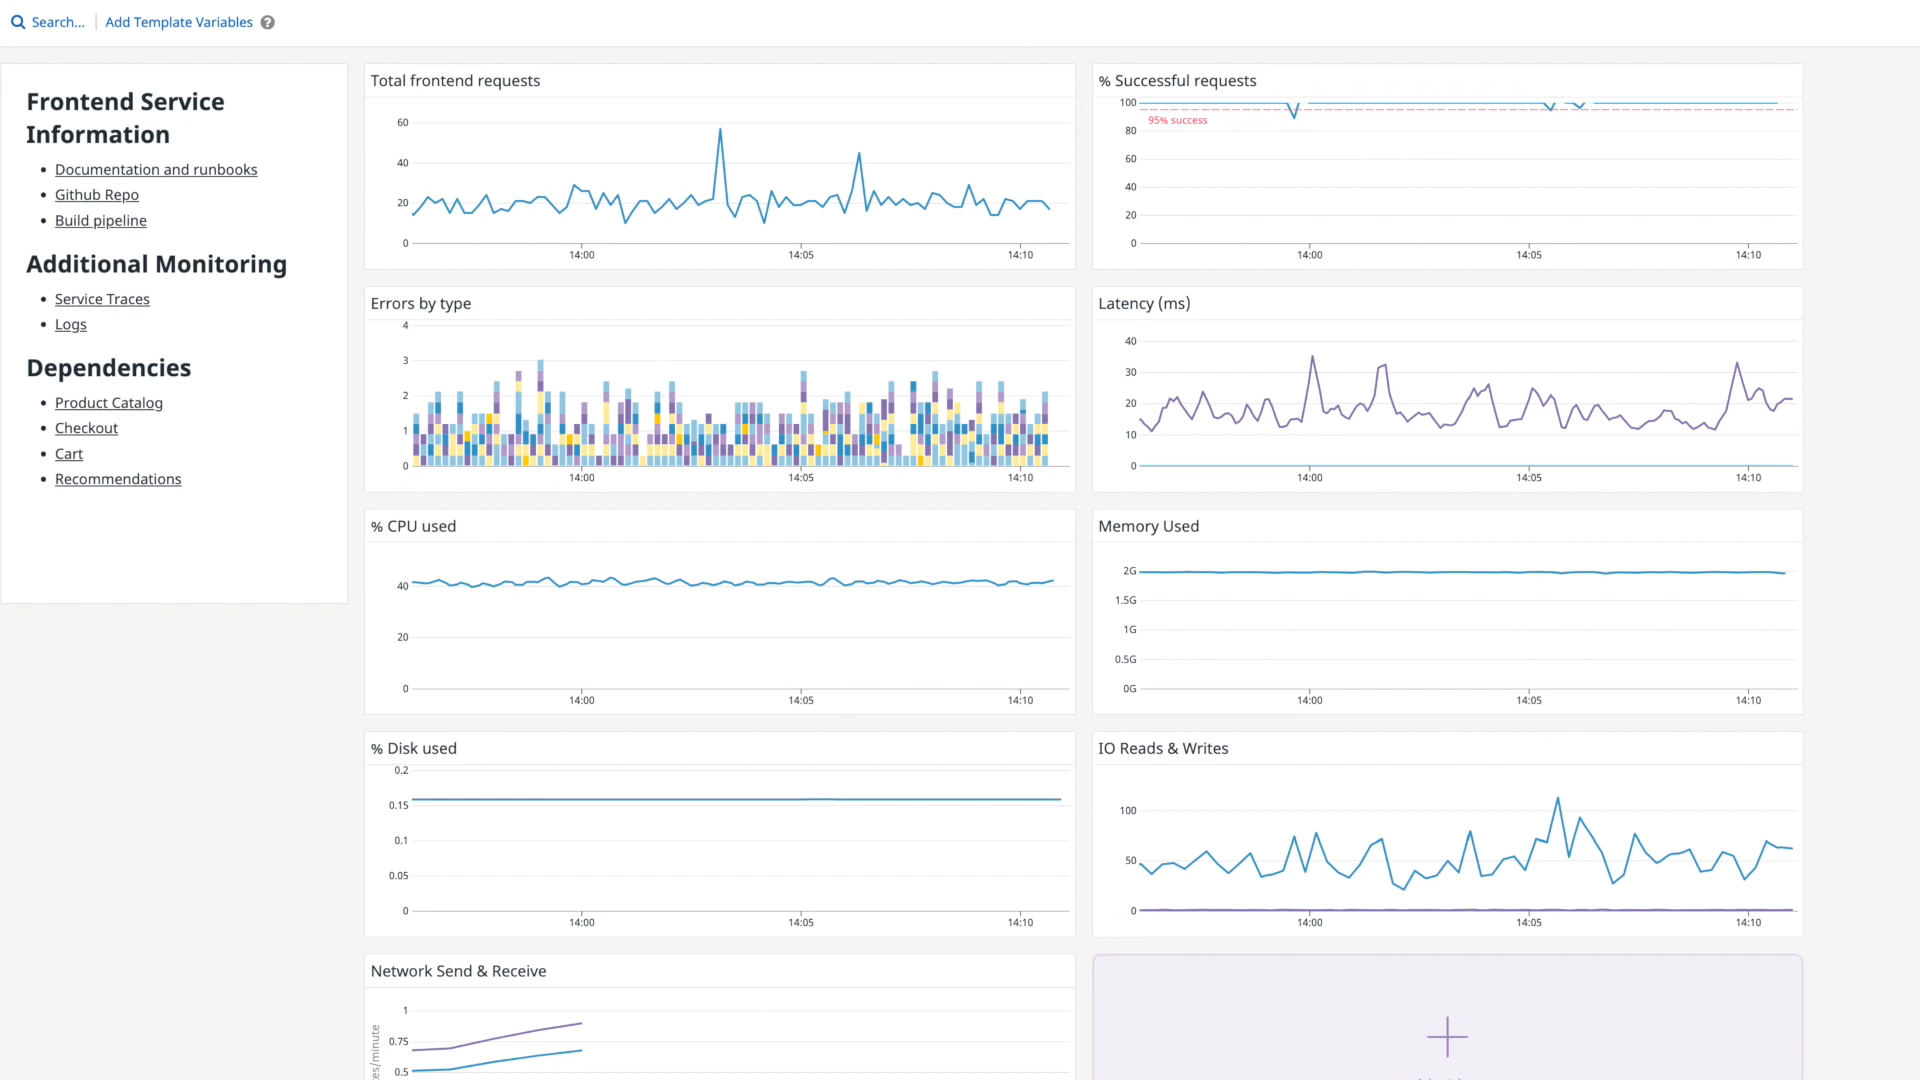 Search...
Add Template Variables
?
Frontend Service
Information
Documentation and runbooks
Github Repo
Build pipeline
Additional Monitoring
Service Traces
Logs
Dependencies
Product Catalog
Checkout
Cart
Recommendations
Total frontend requests
60
40
20
0
14:00
14:05
14:10
% Successful requests
100
95% success
80
60
40
20
0
14:00
14:05
14:10
Errors by type
4
3
2
1
0
14:00
14:05
14:10
Latency (ms)
40
30
20
10
0
14:00
14:05
14:10
% CPU used
40
20
0
14:00
14:05
14:10
Memory Used
2G
1.5G
1G
0.5G
0G
14:00
14:05
14:10
% Disk used
0.2
0.15
0.1
0.05
0
14:00
14:05
14:10
IO Reads & Writes
100
50
0
14:00
14:05
14:10
Network Send & Receive
1
0.75
0.5
es/minute